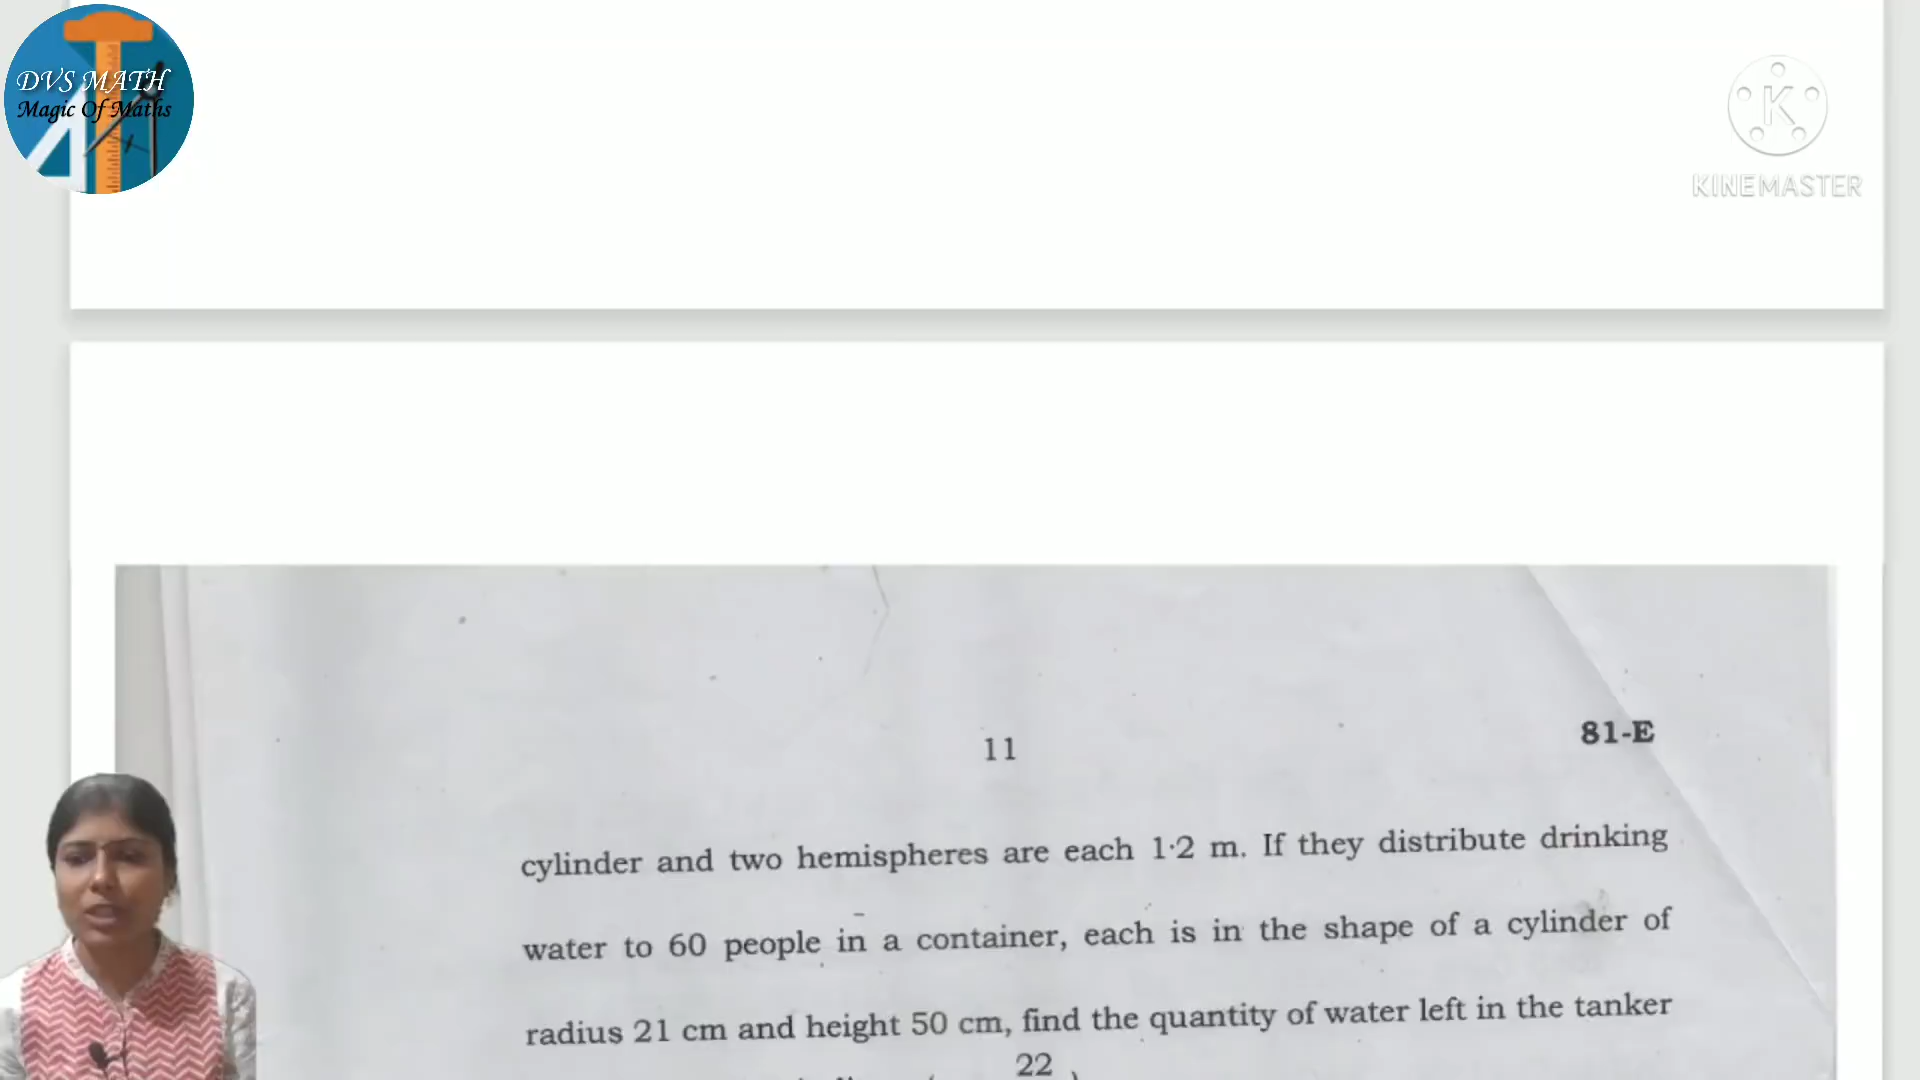 DVS MATH
Magic Of Maths
K
KINEMASTER
11
81-E
cylinder and two hemispheres are each 1·2 m. If they distribute drinking
water to 60 people in a container, each is in the shape of a cylinder of
radius 21 cm and height 50 cm, find the quantity of water left in the tanker
22